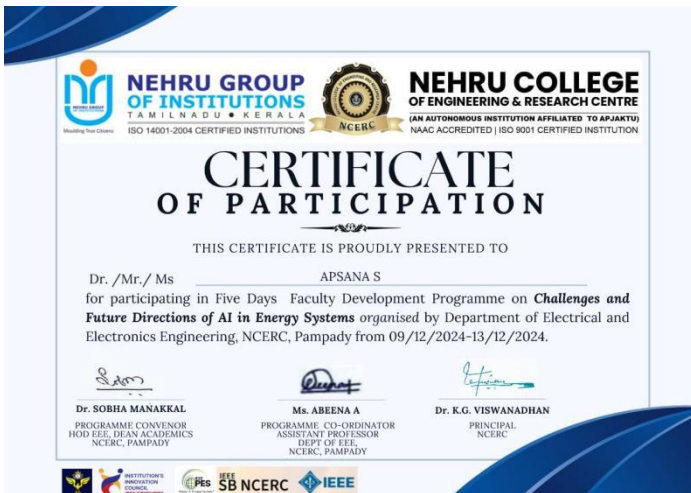 NEHRU GROUP
OF INSTITUTIONS
TAMILNADU • KERALA
ISO 14001-2004 CERTIFIED INSTITUTIONS
Moulding True Citizens
NCERC
NEHRU COLLEGE
OF ENGINEERING & RESEARCH CENTRE
(AN AUTONOMOUS INSTITUTION AFFILIATED TO APJAKTU)
NAAC ACCREDITED | ISO 9001 CERTIFIED INSTITUTION
CERTIFICATE
OF PARTICIPATION
THIS CERTIFICATE IS PROUDLY PRESENTED TO
Dr. /Mr./ Ms APSANA S
for participating in Five Days Faculty Development Programme on Challenges and
Future Directions of AI in Energy Systems organised by Department of Electrical and
Electronics Engineering, NCERC, Pampady from 09/12/2024-13/12/2024.
Dr. SOBHA MANAKKAL
PROGRAMME CONVENOR
HOD EEE, DEAN ACADEMICS
NCERC, PAMPADY
Ms. ABEENA A
PROGRAMME CO-ORDINATOR
ASSISTANT PROFESSOR
DEPT OF EEE,
NCERC, PAMPADY
Dr. K.G. VISWANADHAN
PRINCIPAL
NCERC
INSTITUTION'S
INNOVATION
COUNCIL
PES
IEEE
SB NCERC
IEEE